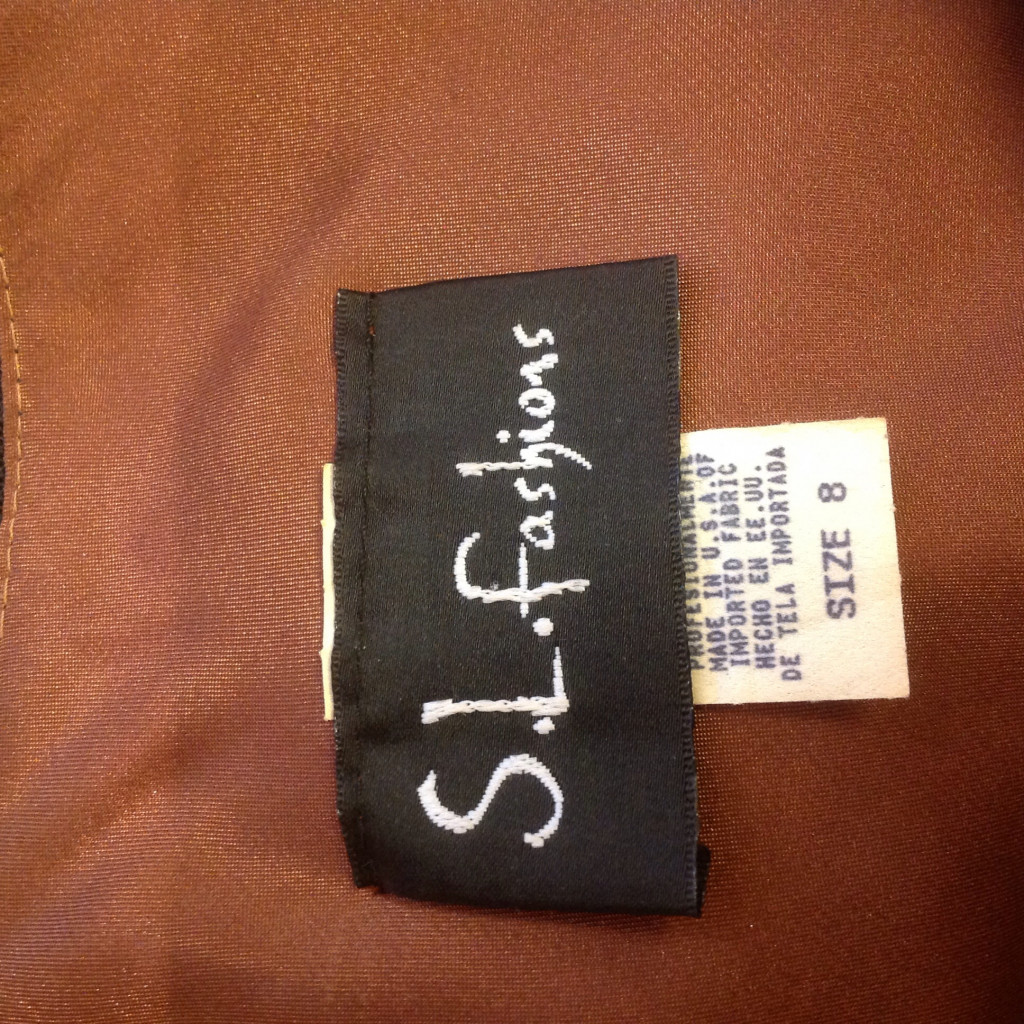 S.L. fashions
PROFESIONALMENTE
MADE IN U.S.A. OF
IMPORTED FABRIC
HECHO EN EE.UU.
DE TELA IMPORTADA
SIZE 8